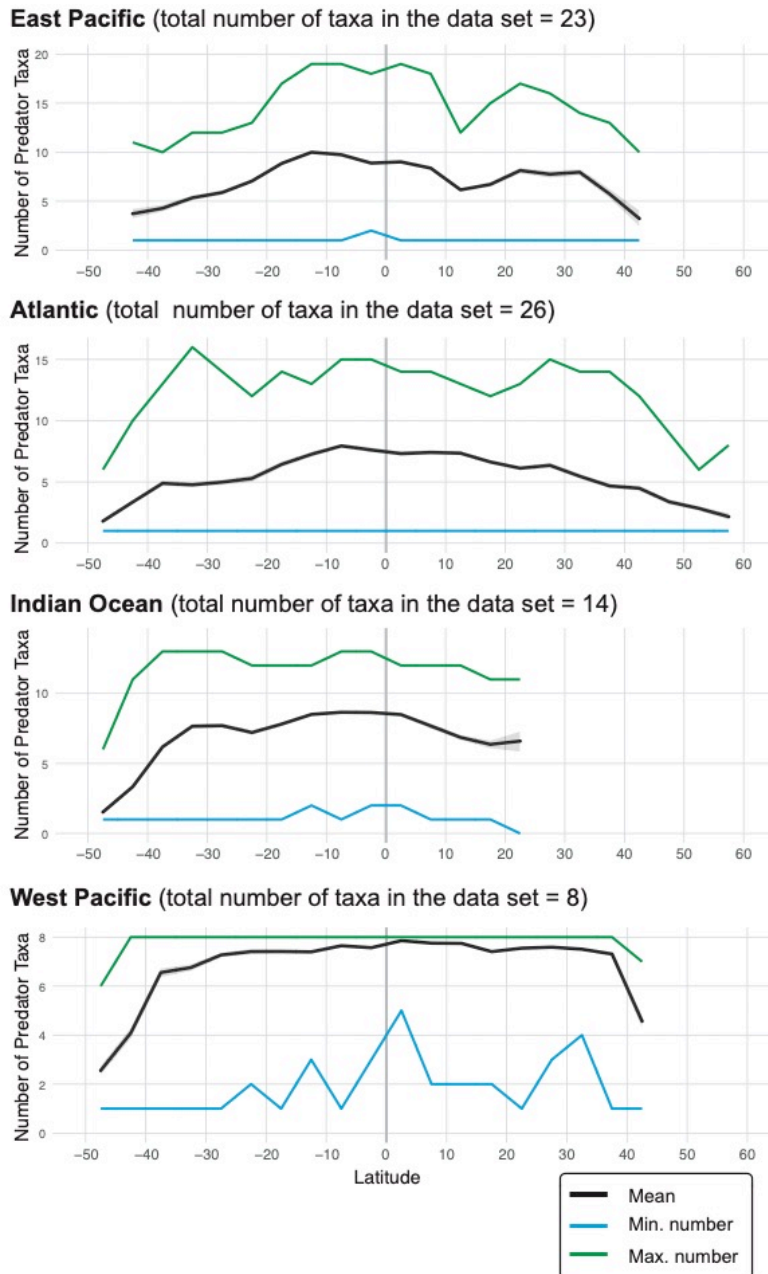 East Pacific (total number of taxa in the data set = 23)
Number of Predator Taxa
20
15
10
5
0
−50 −40 −30 −20 −10 0 10 20 30 40 50 60
Atlantic (total  number of taxa in the data set = 26)
Number of Predator Taxa
15
10
5
0
−50 −40 −30 −20 −10 0 10 20 30 40 50 60
Indian Ocean (total number of taxa in the data set = 14)
Number of Predator Taxa
10
5
0
−50 −40 −30 −20 −10 0 10 20 30 40 50 60
West Pacific (total number of taxa in the data set = 8)
Number of Predator Taxa
8
6
4
2
0
−50 −40 −30 −20 −10 0 10 20 30 40 50 60
Latitude
Mean
Min. number
Max. number